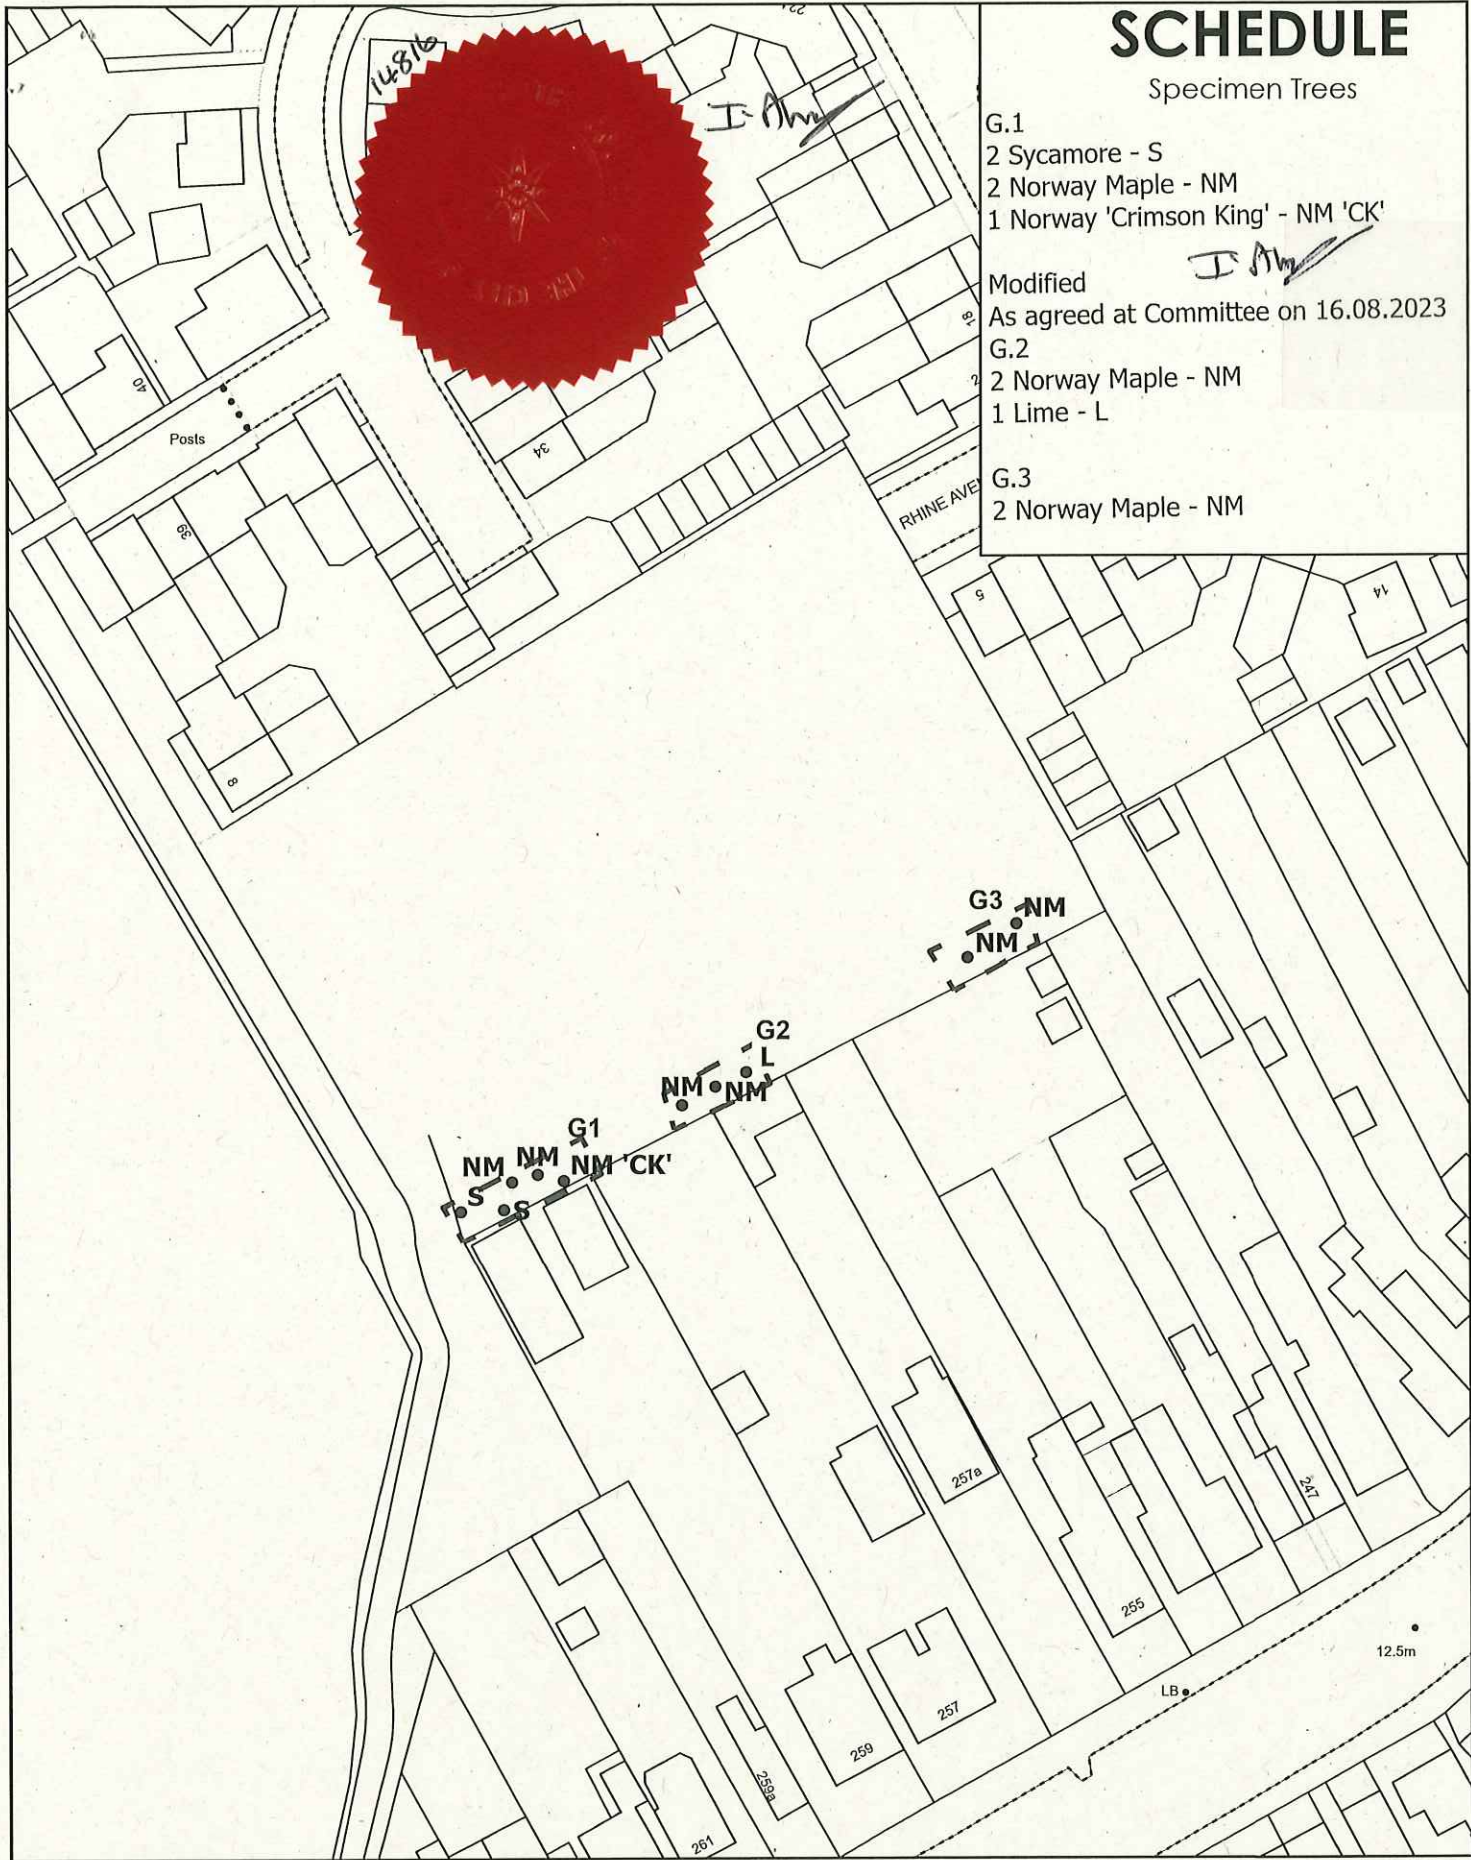 SCHEDULE
Specimen Trees
G.1
2 Sycamore - S
2 Norway Maple - NM
1 Norway 'Crimson King' - NM 'CK'
Modified
As agreed at Committee on 16.08.2023
G.2
2 Norway Maple - NM
1 Lime - L
G.3
2 Norway Maple - NM
14816
40
Posts
39
34
18
RHINE AVE
5
14
8
G3
NM
NM
G2
L
NM
NM
G1
NM
NM
NM 'CK'
S
S
257a
247
255
12.5m
LB
257
259
259a
261